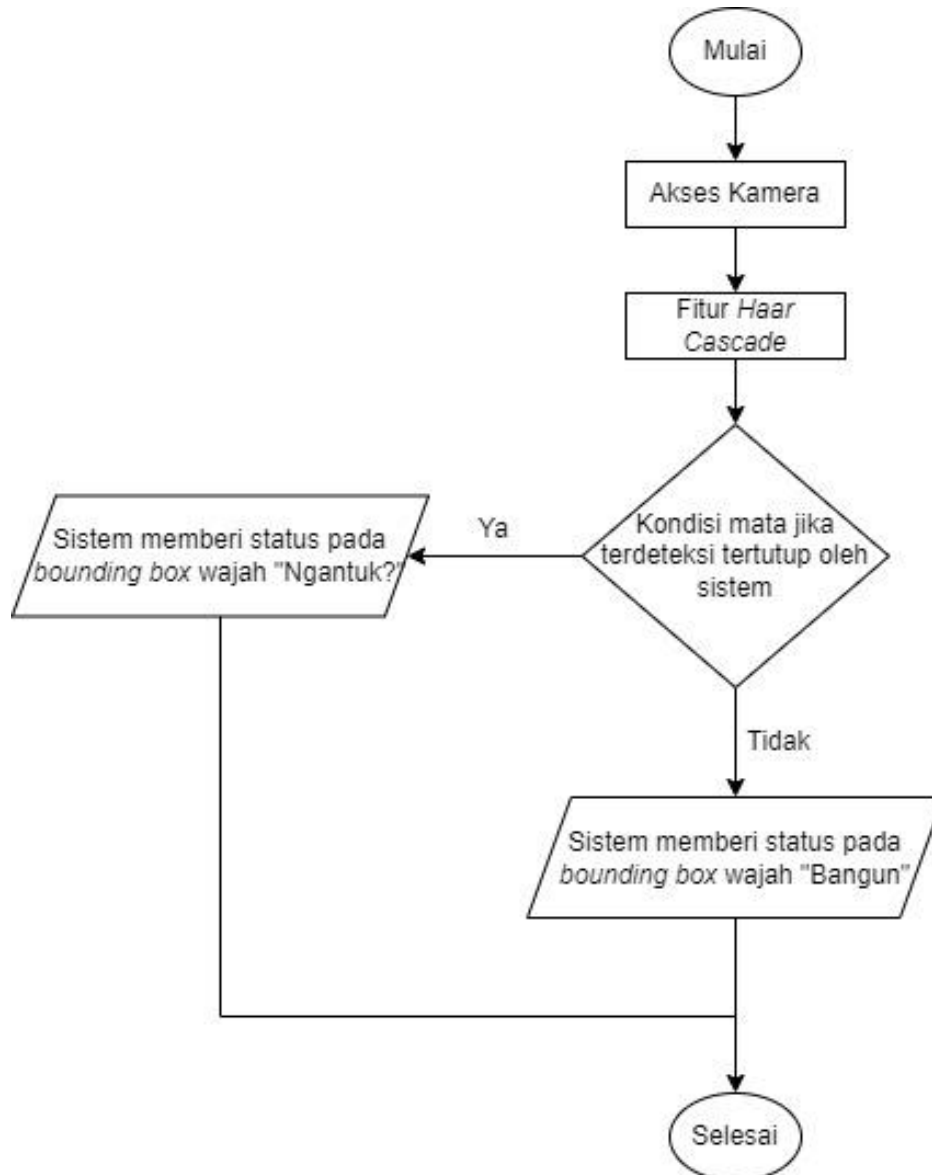 Mulai
Akses Kamera
Fitur Haar
Cascade
Kondisi mata jika
terdeteksi tertutup oleh
sistem
Ya
Sistem memberi status pada
bounding box wajah "Ngantuk?"
Tidak
Sistem memberi status pada
bounding box wajah "Bangun"
Selesai